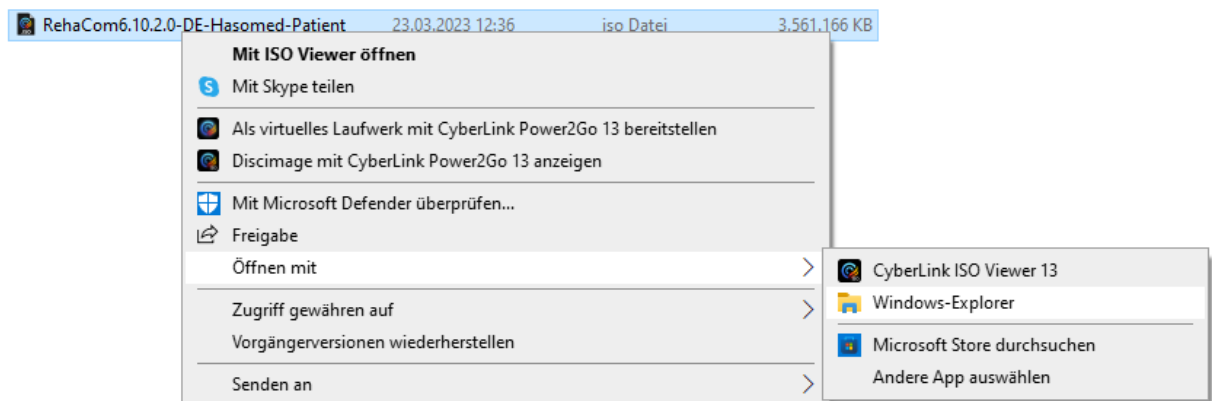 RehaCom6.10.2.0-DE-Hasomed-Patient 23.03.2023 12:36 iso Datei 3.561.166 KB
Mit ISO Viewer öffnen
Mit Skype teilen
Als virtuelles Laufwerk mit CyberLink Power2Go 13 bereitstellen
Discimage mit CyberLink Power2Go 13 anzeigen
Mit Microsoft Defender überprüfen...
Freigabe
Öffnen mit
CyberLink ISO Viewer 13
Windows-Explorer
Microsoft Store durchsuchen
Andere App auswählen
Zugriff gewähren auf
Vorgängerversionen wiederherstellen
Senden an